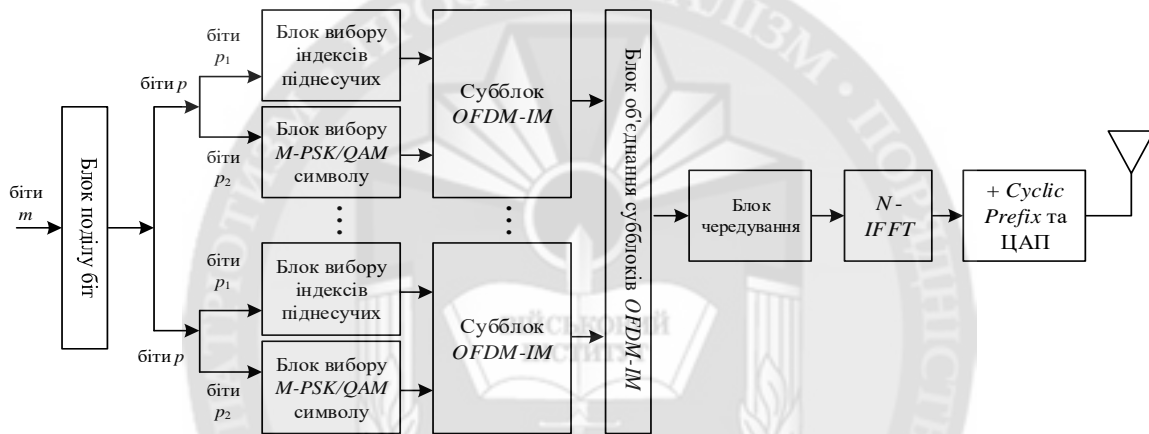 біти
m
Блок поділу біт
біти p
біти
p1
біти
p2
Блок вибору
індексів
піднесучих
Блок вибору
M-PSK/QAM
символу
Субблок
OFDM-IM
біти p
біти
p1
біти
p2
Блок вибору
індексів
піднесучих
Блок вибору
M-PSK/QAM
символу
Субблок
OFDM-IM
Блок об'єднання субблоків OFDM-IM
Блок
чередування
N -
IFFT
+ Cyclic
Prefix та
ЦАП